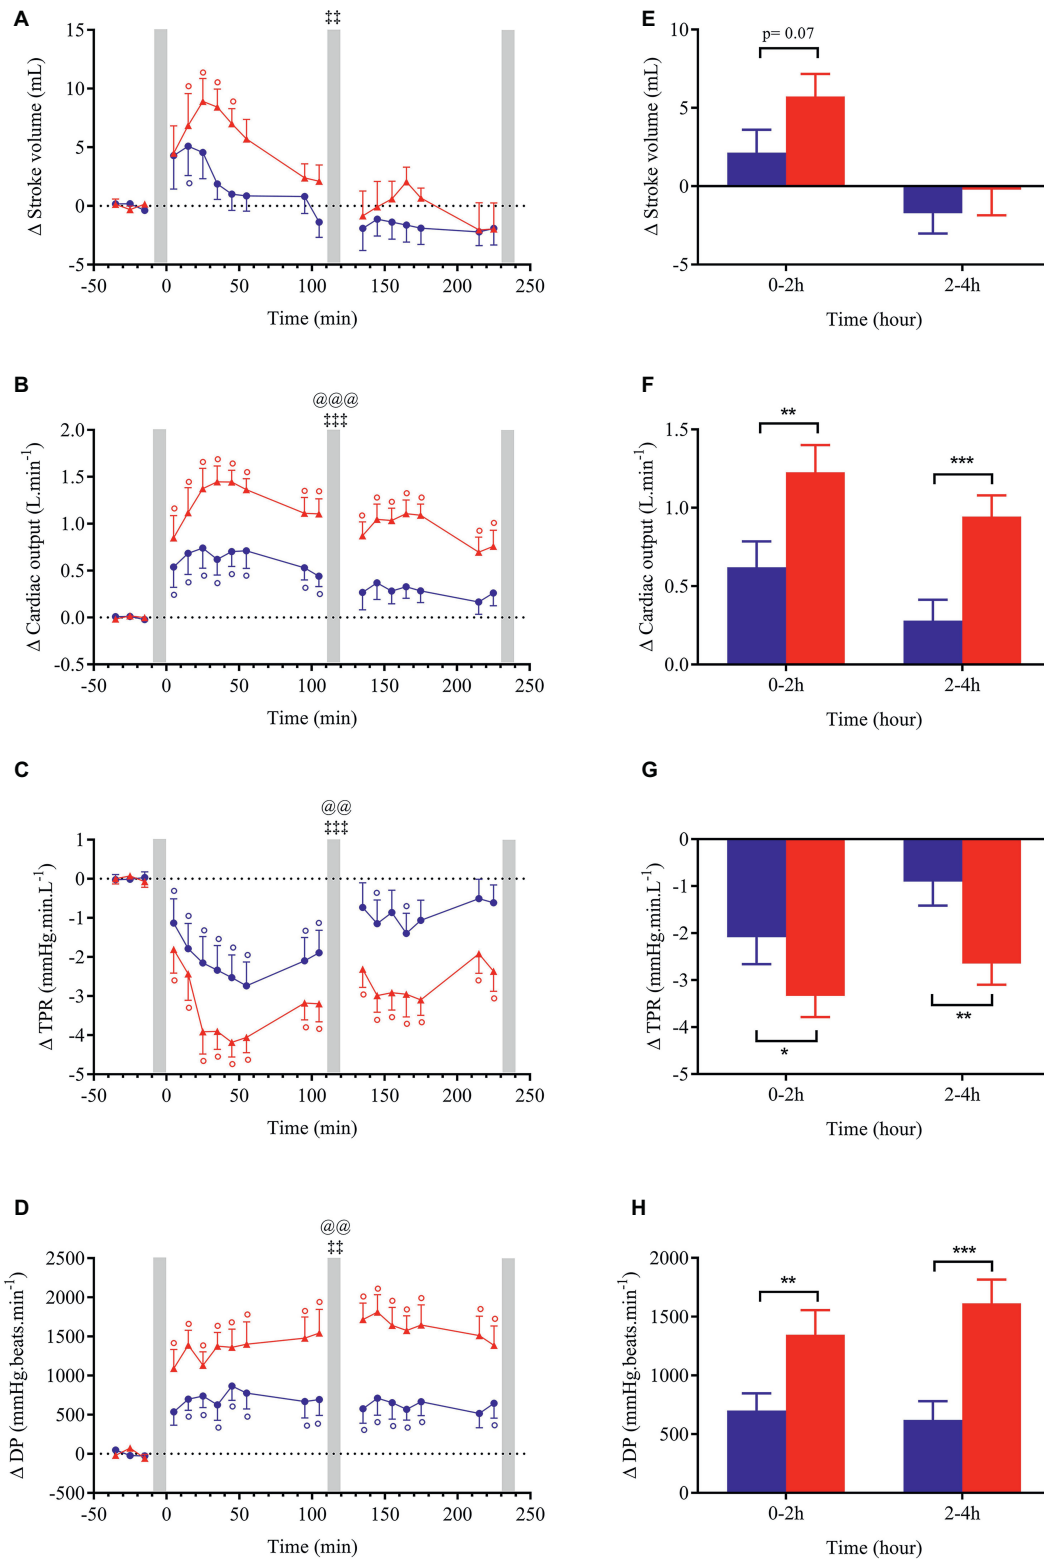 A
‡‡
Δ Stroke volume (mL)
15
10
5
0
-5
-50 0 50 100 150 200 250
Time (min)
E
p= 0.07
Δ Stroke volume (mL)
10
5
0
-5
0-2h 2-4h
Time (hour)
B
@@@
‡‡‡
Δ Cardiac output (L.min⁻¹)
2.0
1.5
1.0
0.5
0.0
-0.5
-50 0 50 100 150 200 250
Time (min)
F
**
***
Δ Cardiac output (L.min⁻¹)
1.5
1.0
0.5
0.0
0-2h 2-4h
Time (hour)
C
@@
‡‡‡
Δ TPR (mmHg.min.L⁻¹)
1
0
-1
-2
-3
-4
-5
-50 0 50 100 150 200 250
Time (min)
G
Δ TPR (mmHg.min.L⁻¹)
0
-1
-2
-3
-4
-5
*
**
0-2h 2-4h
Time (hour)
D
@@
‡‡
Δ DP (mmHg.beats.min⁻¹)
2500
2000
1500
1000
500
0
-500
-50 0 50 100 150 200 250
Time (min)
H
**
***
Δ DP (mmHg.beats.min⁻¹)
2000
1500
1000
500
0
0-2h 2-4h
Time (hour)